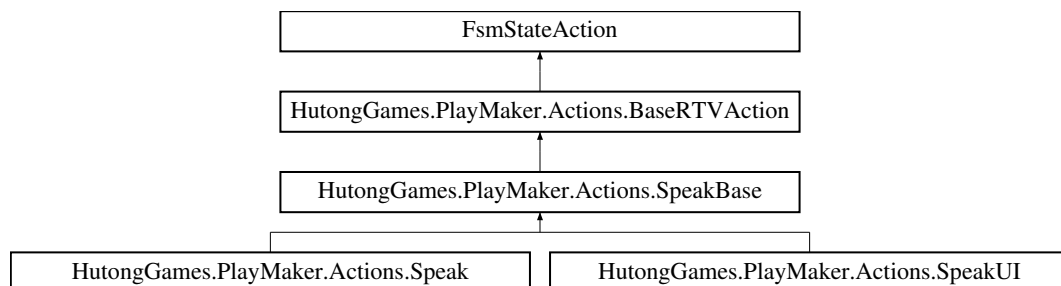 FsmStateAction
HutongGames.PlayMaker.Actions.BaseRTVAction
HutongGames.PlayMaker.Actions.SpeakBase
HutongGames.PlayMaker.Actions.Speak
HutongGames.PlayMaker.Actions.SpeakUI